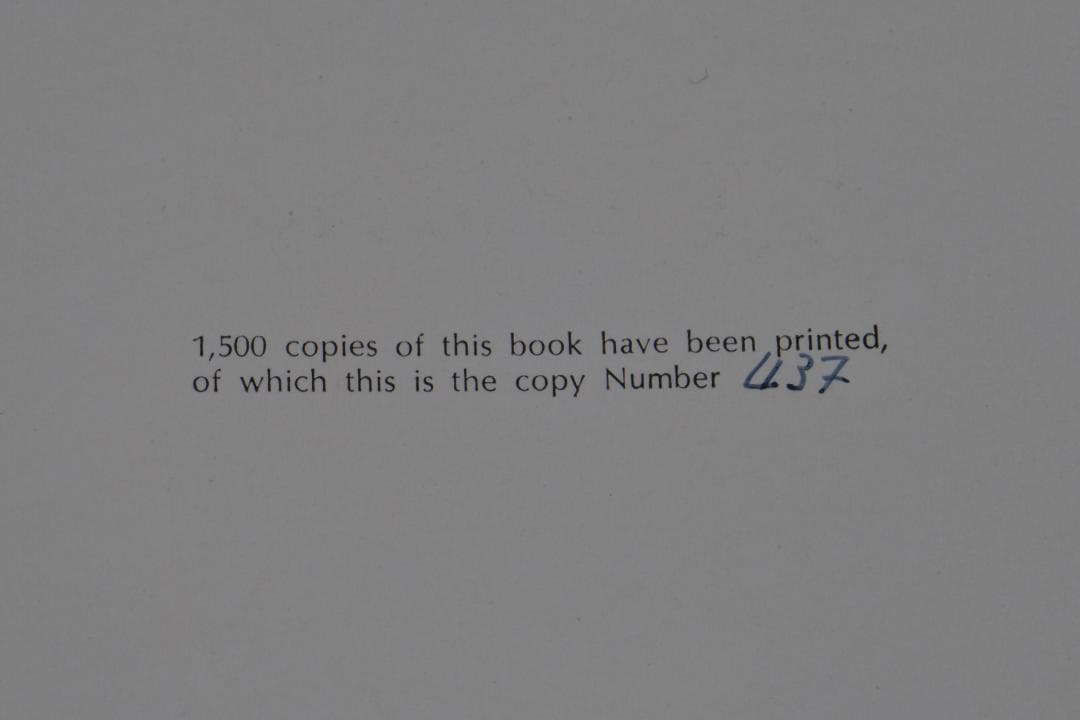 1,500 copies of this book have been printed,
of which this is the copy Number 437